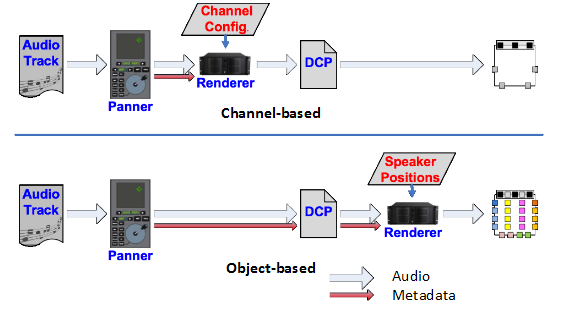 Channel
Config.
Audio
Track
DCP
Renderer
Panner
Channel-based
Speaker
Positions
Audio
Track
DCP
Renderer
Panner
Object-based
Audio
Metadata